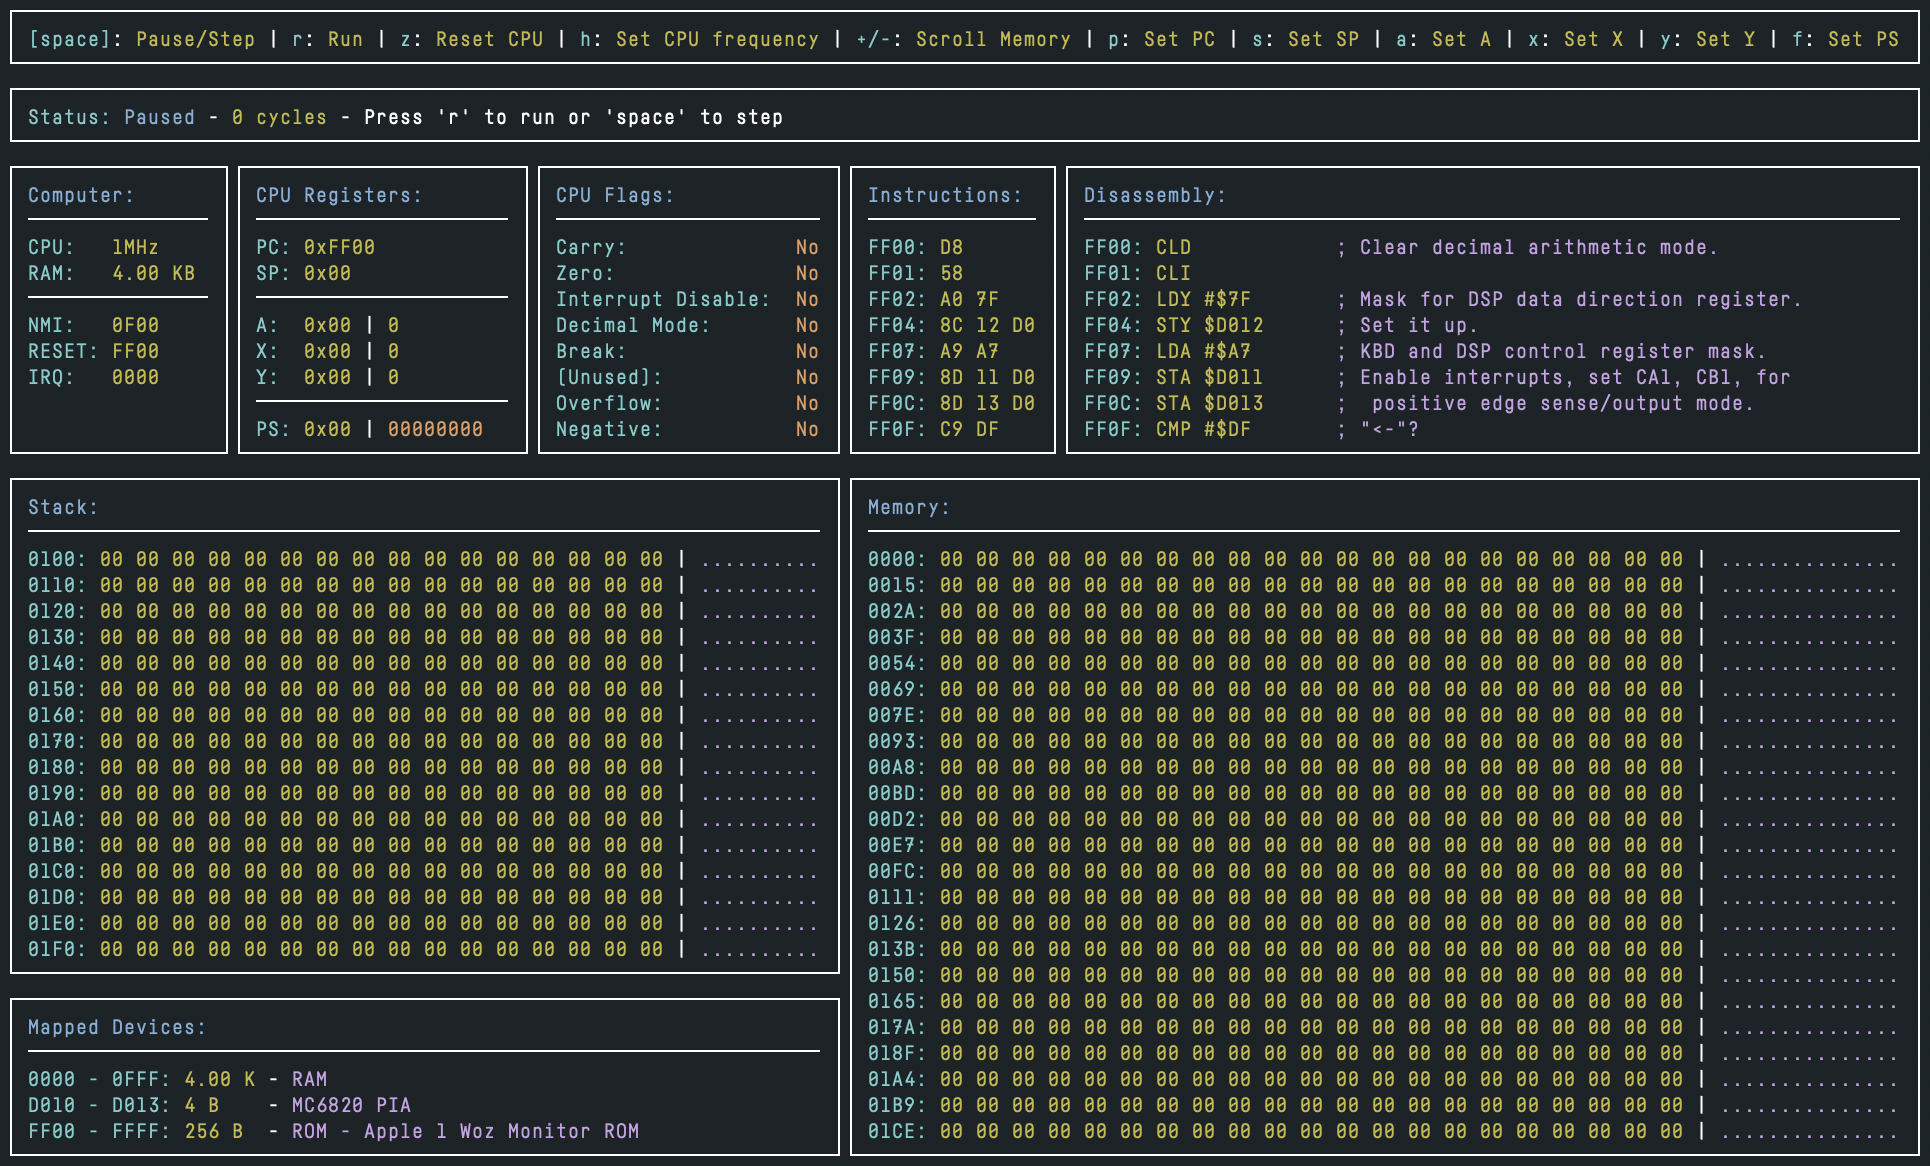 [space]: Pause/Step | r: Run | z: Reset CPU | h: Set CPU frequency | +/-: Scroll Memory | p: Set PC | s: Set SP | a: Set A | x: Set X | y: Set Y | f: Set PS
Status: Paused - 0 cycles - Press 'r' to run or 'space' to step
Computer:
CPU: 1MHz
RAM: 4.00 KB
NMI: 0F00
RESET: FF00
IRQ: 0000
CPU Registers:
PC: 0xFF00
SP: 0x00
A: 0x00 | 0
X: 0x00 | 0
Y: 0x00 | 0
PS: 0x00 | 00000000
CPU Flags:
Carry: No
Zero: No
Interrupt Disable: No
Decimal Mode: No
Break: No
[Unused]: No
Overflow: No
Negative: No
Instructions:
FF00: D8
FF01: 58
FF02: A0 7F
FF04: 8C 12 D0
FF07: A9 A7
FF09: 8D 11 D0
FF0C: 8D 13 D0
FF0F: C9 DF
Disassembly:
FF00: CLD ; Clear decimal arithmetic mode.
FF01: CLI
FF02: LDY #$7F ; Mask for DSP data direction register.
FF04: STY $D012 ; Set it up.
FF07: LDA #$A7 ; KBD and DSP control register mask.
FF09: STA $D011 ; Enable interrupts, set CA1, CB1, for
FF0C: STA $D013 ; positive edge sense/output mode.
FF0F: CMP #$DF ; "<-"?
Stack:
0100: 00 00 00 00 00 00 00 00 00 00 00 00 00 00 00 00 | ..........
0110: 00 00 00 00 00 00 00 00 00 00 00 00 00 00 00 00 | ..........
0120: 00 00 00 00 00 00 00 00 00 00 00 00 00 00 00 00 | ..........
0130: 00 00 00 00 00 00 00 00 00 00 00 00 00 00 00 00 | ..........
0140: 00 00 00 00 00 00 00 00 00 00 00 00 00 00 00 00 | ..........
0150: 00 00 00 00 00 00 00 00 00 00 00 00 00 00 00 00 | ..........
0160: 00 00 00 00 00 00 00 00 00 00 00 00 00 00 00 00 | ..........
0170: 00 00 00 00 00 00 00 00 00 00 00 00 00 00 00 00 | ..........
0180: 00 00 00 00 00 00 00 00 00 00 00 00 00 00 00 00 | ..........
0190: 00 00 00 00 00 00 00 00 00 00 00 00 00 00 00 00 | ..........
01A0: 00 00 00 00 00 00 00 00 00 00 00 00 00 00 00 00 | ..........
01B0: 00 00 00 00 00 00 00 00 00 00 00 00 00 00 00 00 | ..........
01C0: 00 00 00 00 00 00 00 00 00 00 00 00 00 00 00 00 | ..........
01D0: 00 00 00 00 00 00 00 00 00 00 00 00 00 00 00 00 | ..........
01E0: 00 00 00 00 00 00 00 00 00 00 00 00 00 00 00 00 | ..........
01F0: 00 00 00 00 00 00 00 00 00 00 00 00 00 00 00 00 | ..........
Mapped Devices:
0000 - 0FFF: 4.00 K - RAM
D010 - D013: 4 B - MC6820 PIA
FF00 - FFFF: 256 B - ROM - Apple 1 Woz Monitor ROM
Memory:
0000: 00 00 00 00 00 00 00 00 00 00 00 00 00 00 00 00 00 00 00 00 00 | ...............
0015: 00 00 00 00 00 00 00 00 00 00 00 00 00 00 00 00 00 00 00 00 00 | ...............
002A: 00 00 00 00 00 00 00 00 00 00 00 00 00 00 00 00 00 00 00 00 00 | ...............
003F: 00 00 00 00 00 00 00 00 00 00 00 00 00 00 00 00 00 00 00 00 00 | ...............
0054: 00 00 00 00 00 00 00 00 00 00 00 00 00 00 00 00 00 00 00 00 00 | ...............
0069: 00 00 00 00 00 00 00 00 00 00 00 00 00 00 00 00 00 00 00 00 00 | ...............
007E: 00 00 00 00 00 00 00 00 00 00 00 00 00 00 00 00 00 00 00 00 00 | ...............
0093: 00 00 00 00 00 00 00 00 00 00 00 00 00 00 00 00 00 00 00 00 00 | ...............
00A8: 00 00 00 00 00 00 00 00 00 00 00 00 00 00 00 00 00 00 00 00 00 | ...............
00BD: 00 00 00 00 00 00 00 00 00 00 00 00 00 00 00 00 00 00 00 00 00 | ...............
00D2: 00 00 00 00 00 00 00 00 00 00 00 00 00 00 00 00 00 00 00 00 00 | ...............
00E7: 00 00 00 00 00 00 00 00 00 00 00 00 00 00 00 00 00 00 00 00 00 | ...............
00FC: 00 00 00 00 00 00 00 00 00 00 00 00 00 00 00 00 00 00 00 00 00 | ...............
0111: 00 00 00 00 00 00 00 00 00 00 00 00 00 00 00 00 00 00 00 00 00 | ...............
0126: 00 00 00 00 00 00 00 00 00 00 00 00 00 00 00 00 00 00 00 00 00 | ...............
013B: 00 00 00 00 00 00 00 00 00 00 00 00 00 00 00 00 00 00 00 00 00 | ...............
0150: 00 00 00 00 00 00 00 00 00 00 00 00 00 00 00 00 00 00 00 00 00 | ...............
0165: 00 00 00 00 00 00 00 00 00 00 00 00 00 00 00 00 00 00 00 00 00 | ...............
017A: 00 00 00 00 00 00 00 00 00 00 00 00 00 00 00 00 00 00 00 00 00 | ...............
018F: 00 00 00 00 00 00 00 00 00 00 00 00 00 00 00 00 00 00 00 00 00 | ...............
01A4: 00 00 00 00 00 00 00 00 00 00 00 00 00 00 00 00 00 00 00 00 00 | ...............
01B9: 00 00 00 00 00 00 00 00 00 00 00 00 00 00 00 00 00 00 00 00 00 | ...............
01CE: 00 00 00 00 00 00 00 00 00 00 00 00 00 00 00 00 00 00 00 00 00 | ...............